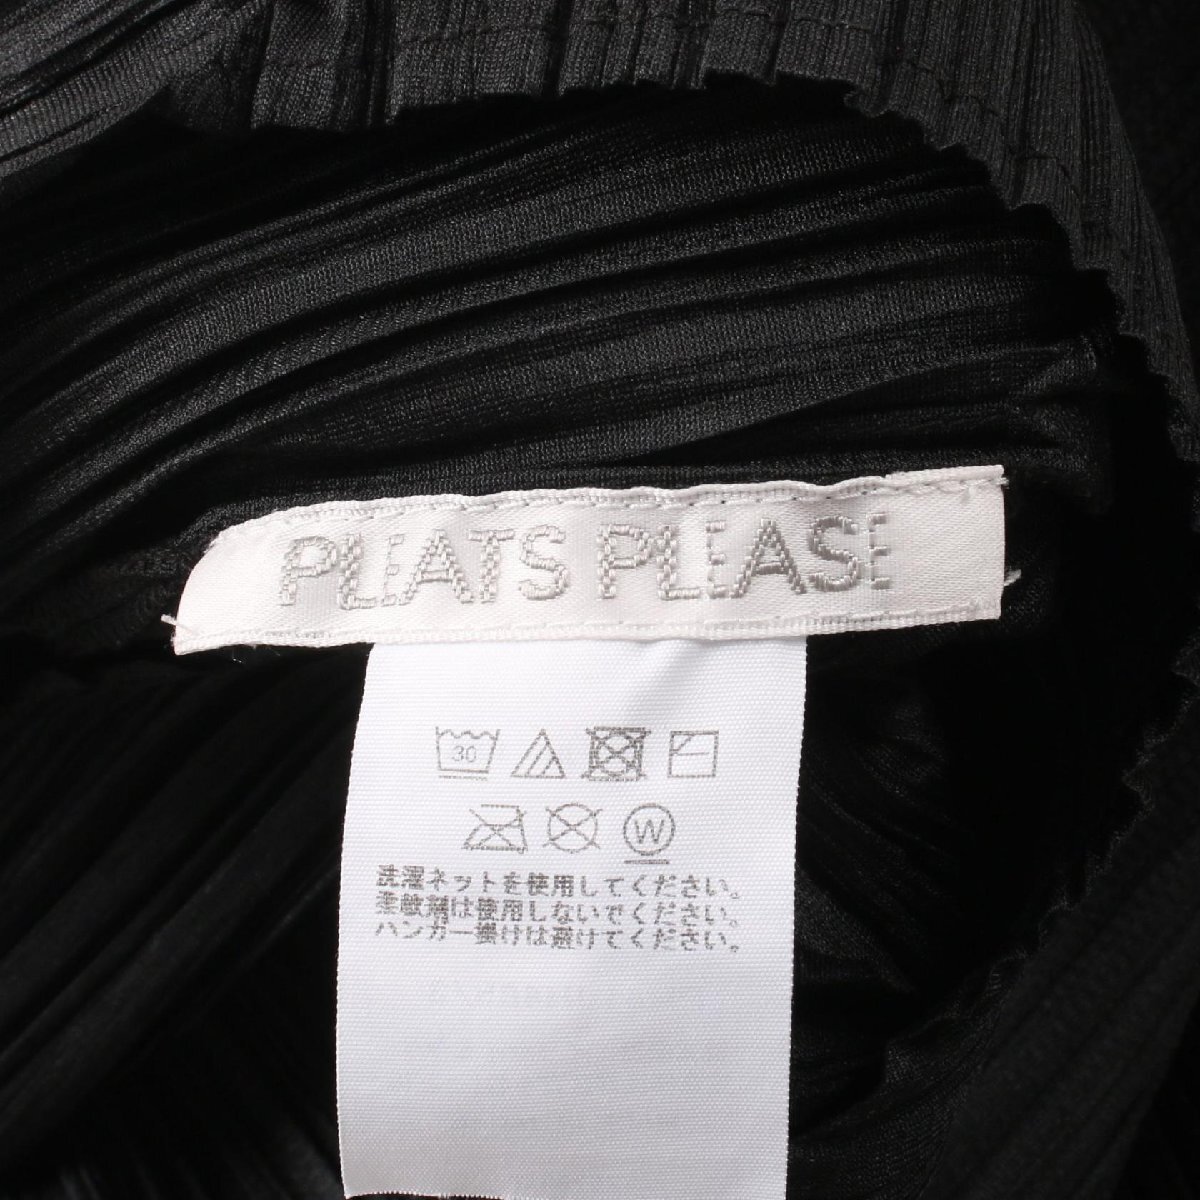 PLEATS PLEASE
30
W
洗濯ネットを使用してください。
柔軟剤は使用しないでください。
ハンガー掛けは避けてください。